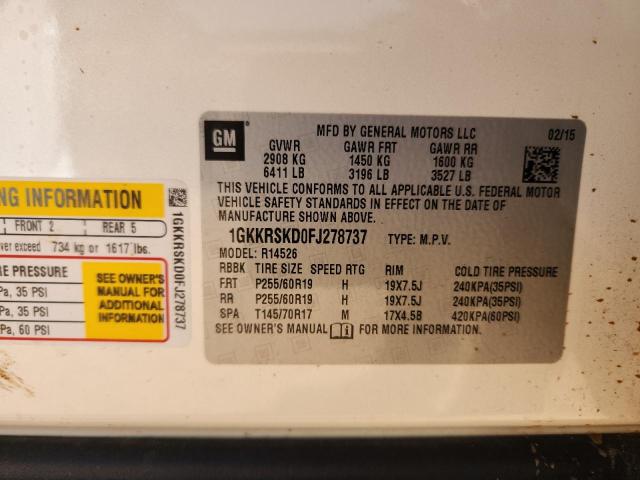 NG INFORMATION
FRONT 2 REAR 5
ver exceed 734 kg or 1617 lbs.
TIRE PRESSURE
Pa, 35 PSI
Pa, 35 PSI
Pa, 60 PSI
SEE OWNER'S
MANUAL FOR
ADDITIONAL
INFORMATION
1GKKRSKD0FJ278737
GM
MFD BY GENERAL MOTORS LLC 02/15
GVWR GAWR FRT GAWR RR
2908 KG 1450 KG 1600 KG
6411 LB 3196 LB 3527 LB
THIS VEHICLE CONFORMS TO ALL APPLICABLE U.S. FEDERAL MOTOR
VEHICLE SAFETY STANDARDS IN EFFECT ON THE DATE OF
MANUFACTURE SHOWN ABOVE.
1GKKRSKD0FJ278737 TYPE: M.P.V.
MODEL: R14526
RBBK TIRE SIZE SPEED RTG RIM COLD TIRE PRESSURE
FRT P255/60R19 H 19X7.5J 240KPA(35PSI)
RR P255/60R19 H 19X7.5J 240KPA(35PSI)
SPA T145/70R17 M 17X4.5B 420KPA(60PSI)
SEE OWNER'S MANUAL FOR MORE INFORMATION.